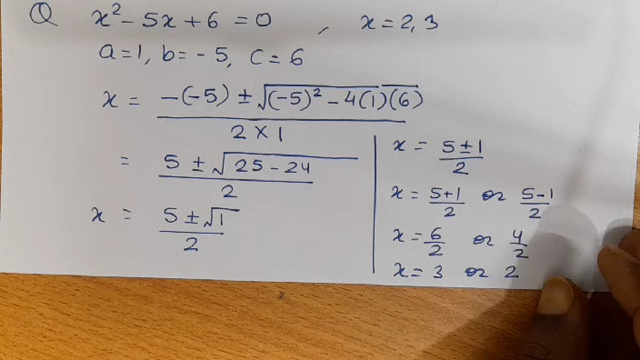 Q x² - 5x + 6 = 0 , x = 2, 3
a = 1, b = - 5, c = 6
x = -(-5) ± √(-5)² - 4(1)(6) / 2 × 1
= 5 ± √25 - 24 / 2
x = 5 ± √1 / 2
x = 5 ± 1 / 2
x = 5+1 / 2 or 5-1 / 2
x = 6/2 or 4/2
x = 3 or 2